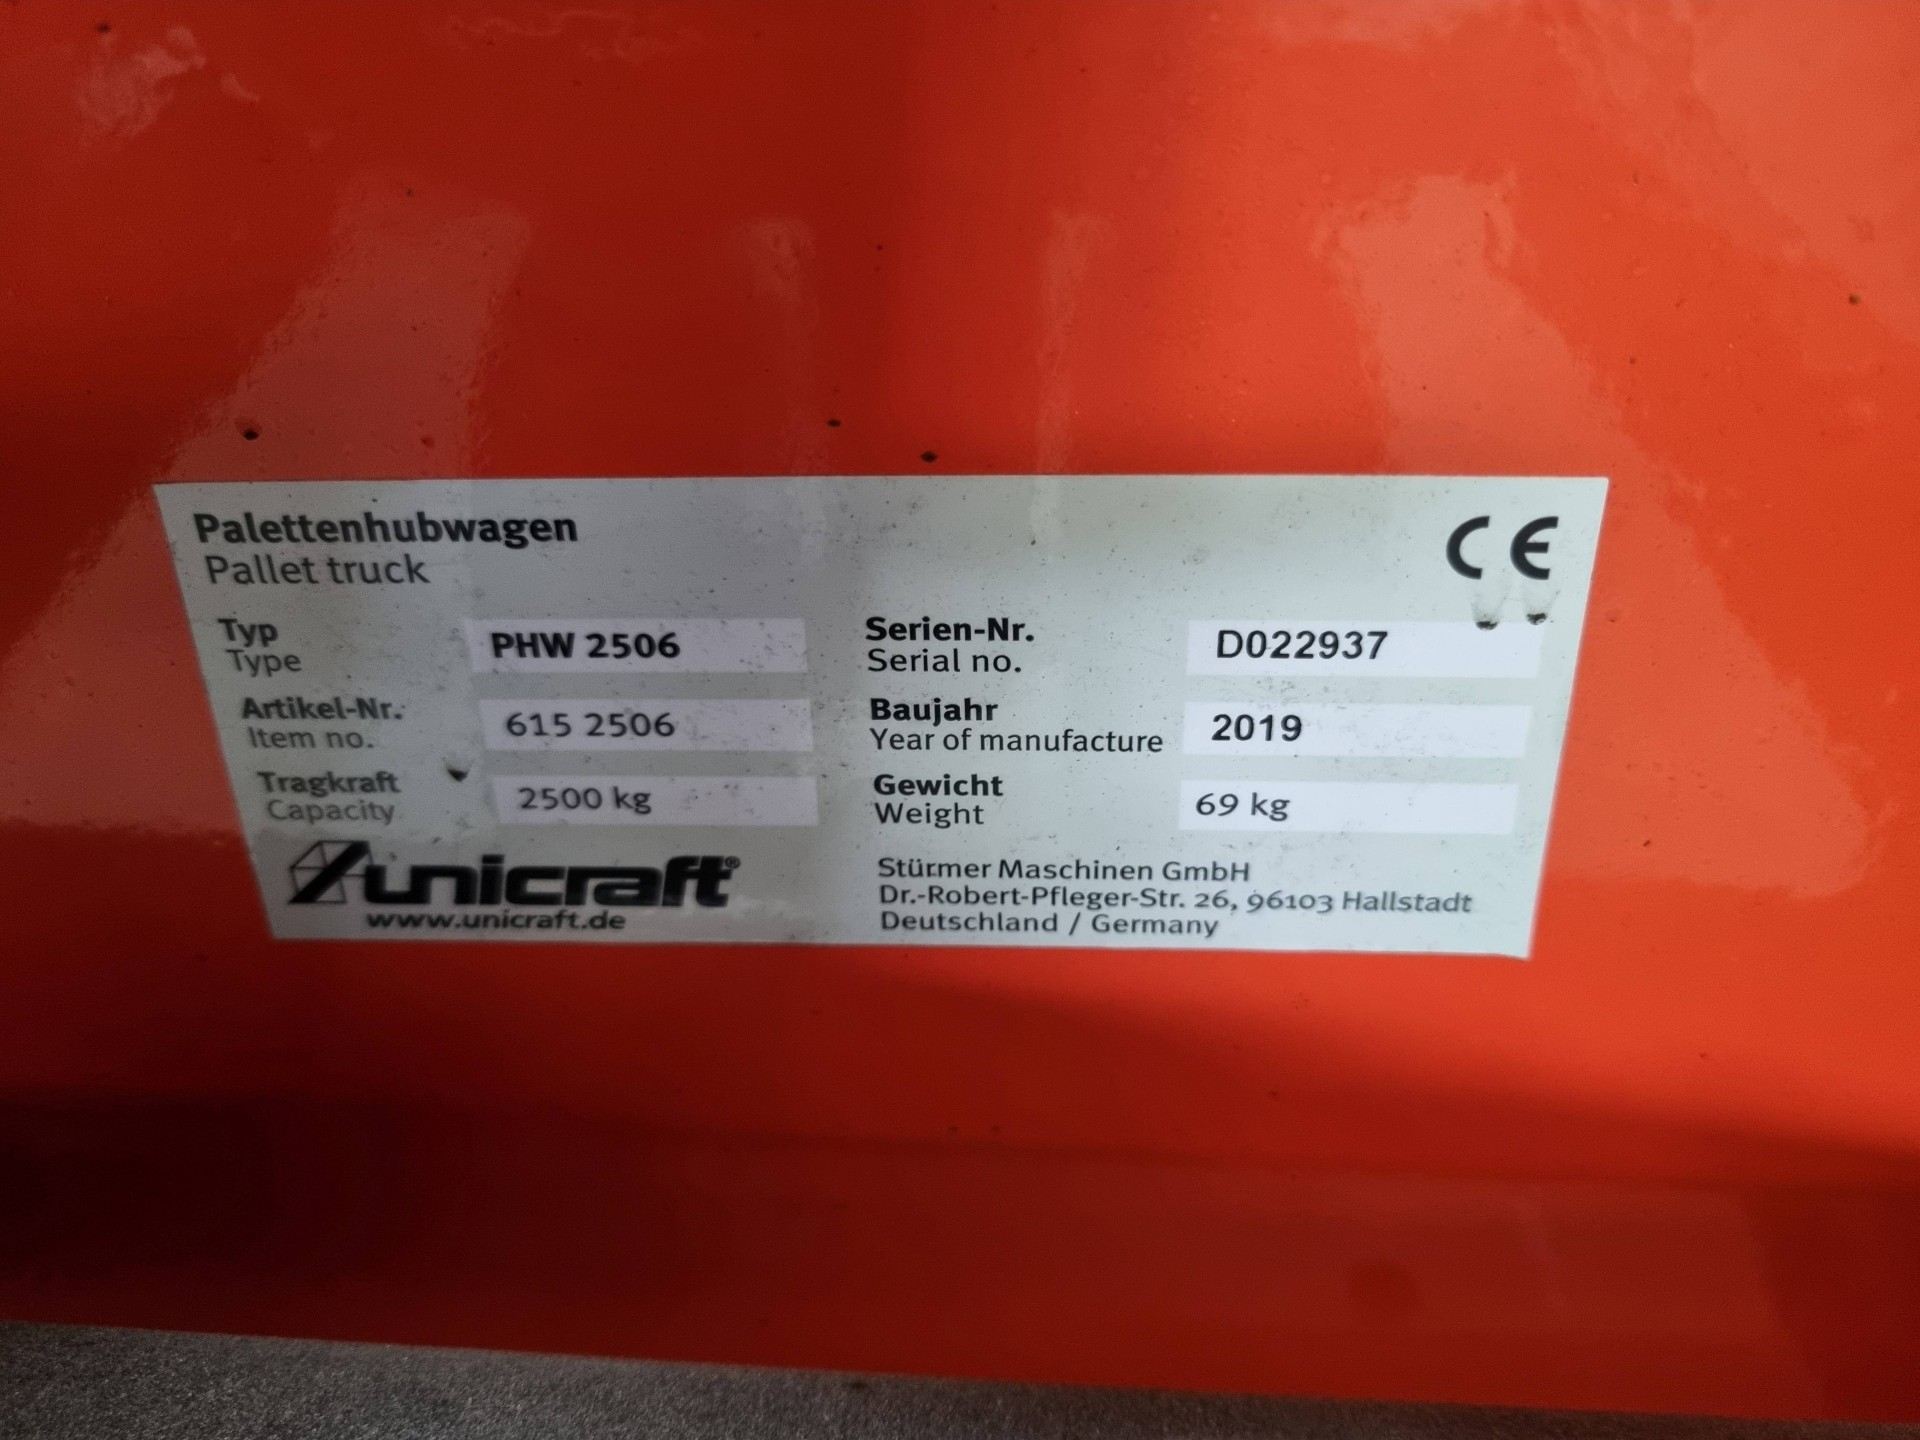 Palettenhubwagen
Pallet truck
CE
Typ
Type
PHW 2506
Serien-Nr.
Serial no.
D022937
Artikel-Nr.
Item no.
615 2506
Baujahr
Year of manufacture
2019
Tragkraft
Capacity
2500 kg
Gewicht
Weight
69 kg
unicraft®
www.unicraft.de
Stürmer Maschinen GmbH
Dr.-Robert-Pfleger-Str. 26, 96103 Hallstadt
Deutschland / Germany